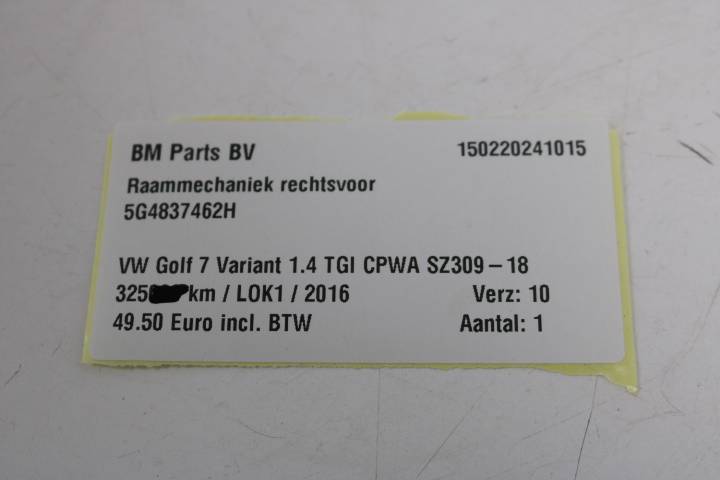 BM Parts BV 150220241015
Raammechaniek rechtsvoor
5G4837462H
VW Golf 7 Variant 1.4 TGI CPWA SZ309-18
325 km / LOK1 / 2016 Verz: 10
49.50 Euro incl. BTW Aantal: 1